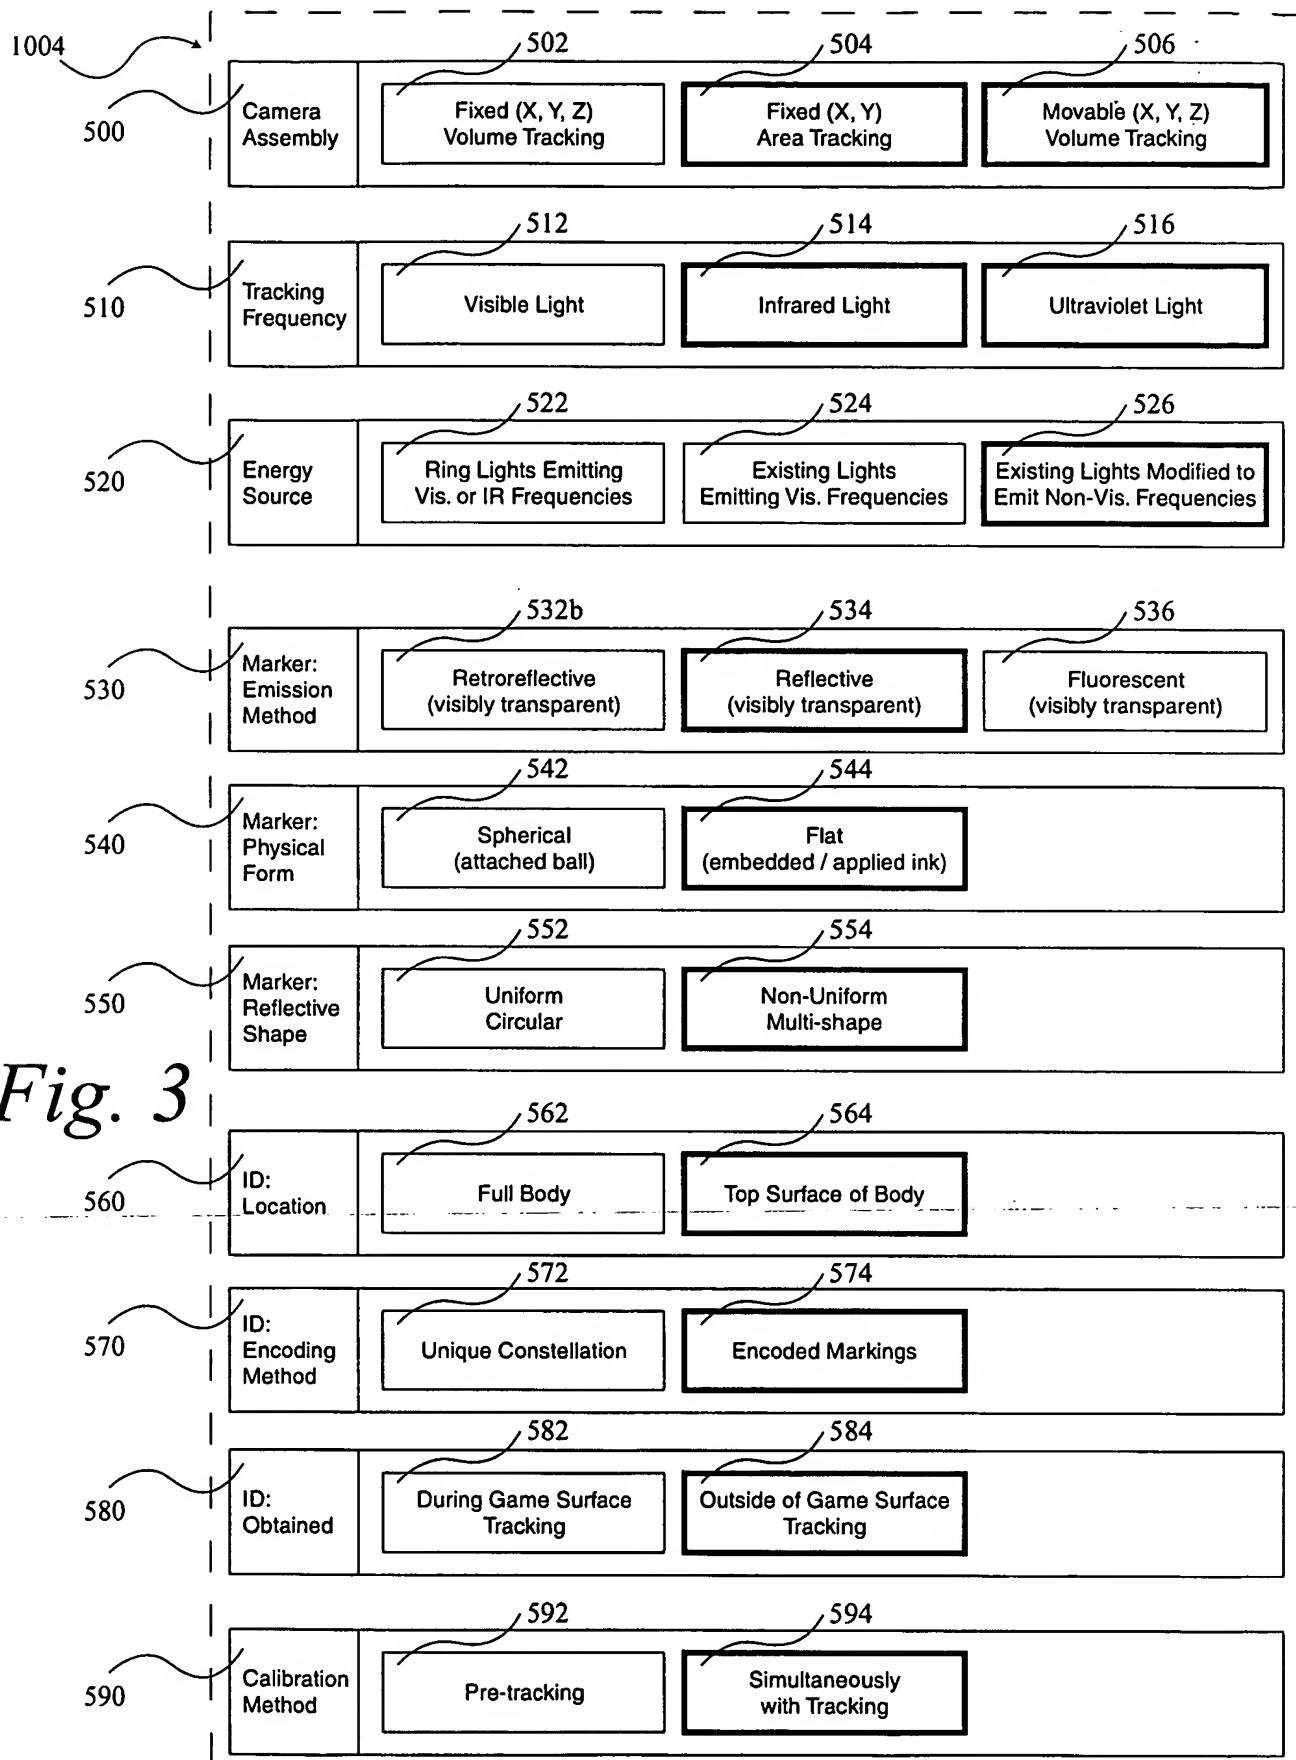 1004
502
504
506
500
Camera
Assembly
Fixed (X, Y, Z)
Volume Tracking
Fixed (X, Y)
Area Tracking
Movable (X, Y, Z)
Volume Tracking
512
514
516
510
Tracking
Frequency
Visible Light
Infrared Light
Ultraviolet Light
522
524
526
520
Energy
Source
Ring Lights Emitting
Vis. or IR Frequencies
Existing Lights
Emitting Vis. Frequencies
Existing Lights Modified to
Emit Non-Vis. Frequencies
532b
534
536
530
Marker:
Emission
Method
Retroreflective
(visibly transparent)
Reflective
(visibly transparent)
Fluorescent
(visibly transparent)
542
544
540
Marker:
Physical
Form
Spherical
(attached ball)
Flat
(embedded / applied ink)
552
554
550
Marker:
Reflective
Shape
Uniform
Circular
Non-Uniform
Multi-shape
Fig. 3
562
564
560
ID:
Location
Full Body
Top Surface of Body
572
574
570
ID:
Encoding
Method
Unique Constellation
Encoded Markings
582
584
580
ID:
Obtained
During Game Surface
Tracking
Outside of Game Surface
Tracking
592
594
590
Calibration
Method
Pre-tracking
Simultaneously
with Tracking